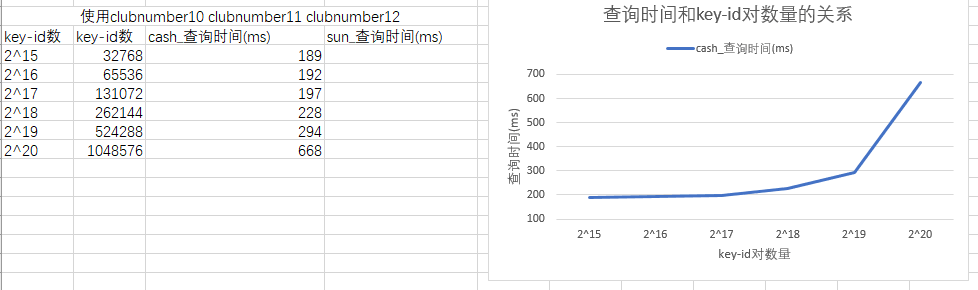 使用clubnumber10 clubnumber11 clubnumber12
key-id数 key-id数 cash_查询时间(ms) sun_查询时间(ms)
2^15 32768 189
2^16 65536 192
2^17 131072 197
2^18 262144 228
2^19 524288 294
2^20 1048576 668
查询时间和key-id对数量的关系
cash_查询时间(ms)
查询时间(ms)
700
600
500
400
300
200
100
2^15 2^16 2^17 2^18 2^19 2^20
key-id对数量